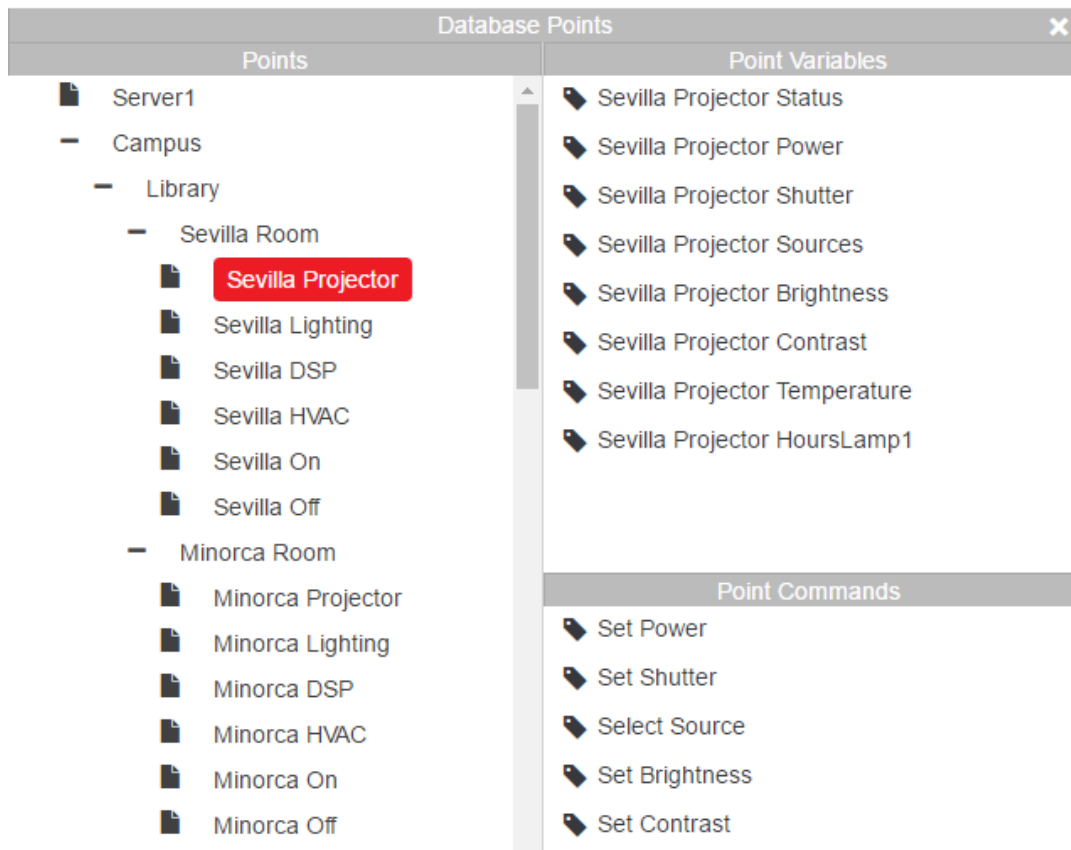 Database Points
Points
Server1
Campus
Library
Sevilla Room
Sevilla Projector
Sevilla Lighting
Sevilla DSP
Sevilla HVAC
Sevilla On
Sevilla Off
Minorca Room
Minorca Projector
Minorca Lighting
Minorca DSP
Minorca HVAC
Minorca On
Minorca Off
Point Variables
Sevilla Projector Status
Sevilla Projector Power
Sevilla Projector Shutter
Sevilla Projector Sources
Sevilla Projector Brightness
Sevilla Projector Contrast
Sevilla Projector Temperature
Sevilla Projector HoursLamp1
Point Commands
Set Power
Set Shutter
Select Source
Set Brightness
Set Contrast